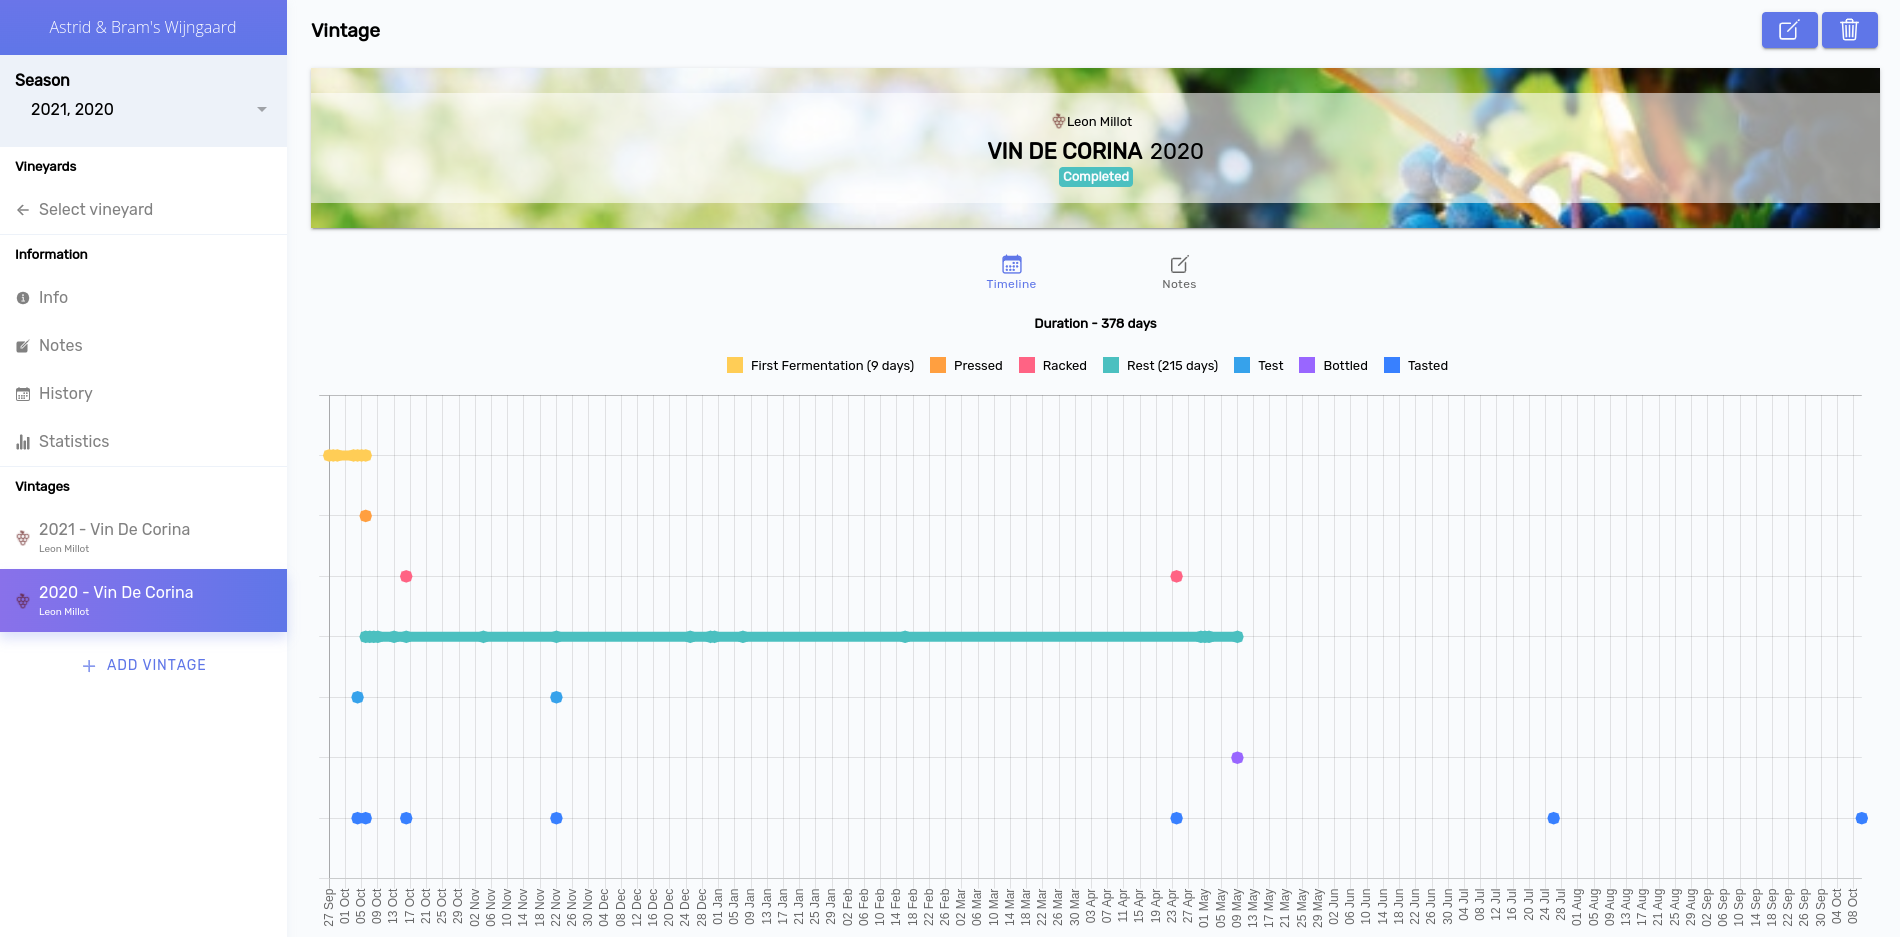 Astrid & Bram's Wijngaard
Season
2021, 2020
Vineyards
Select vineyard
Information
Info
Notes
History
Statistics
Vintages
2021 - Vin De Corina
Leon Millot
2020 - Vin De Corina
Leon Millot
ADD VINTAGE
Vintage
Leon Millot
VIN DE CORINA 2020
Completed
Timeline
Notes
Duration - 378 days
First Fermentation (9 days) Pressed Racked Rest (215 days) Test Bottled Tasted
27 Sep
01 Oct
05 Oct
09 Oct
13 Oct
17 Oct
21 Oct
25 Oct
29 Oct
02 Nov
06 Nov
10 Nov
14 Nov
18 Nov
22 Nov
26 Nov
30 Nov
04 Dec
08 Dec
12 Dec
16 Dec
20 Dec
24 Dec
28 Dec
01 Jan
05 Jan
09 Jan
13 Jan
17 Jan
21 Jan
25 Jan
29 Jan
02 Feb
06 Feb
10 Feb
14 Feb
18 Feb
22 Feb
26 Feb
02 Mar
06 Mar
10 Mar
14 Mar
18 Mar
22 Mar
26 Mar
30 Mar
03 Apr
07 Apr
11 Apr
15 Apr
19 Apr
23 Apr
27 Apr
01 May
05 May
09 May
13 May
17 May
21 May
25 May
29 May
02 Jun
06 Jun
10 Jun
14 Jun
18 Jun
22 Jun
26 Jun
30 Jun
04 Jul
08 Jul
12 Jul
16 Jul
20 Jul
24 Jul
28 Jul
01 Aug
05 Aug
09 Aug
13 Aug
17 Aug
21 Aug
25 Aug
29 Aug
02 Sep
06 Sep
10 Sep
14 Sep
18 Sep
22 Sep
26 Sep
30 Sep
04 Oct
08 Oct